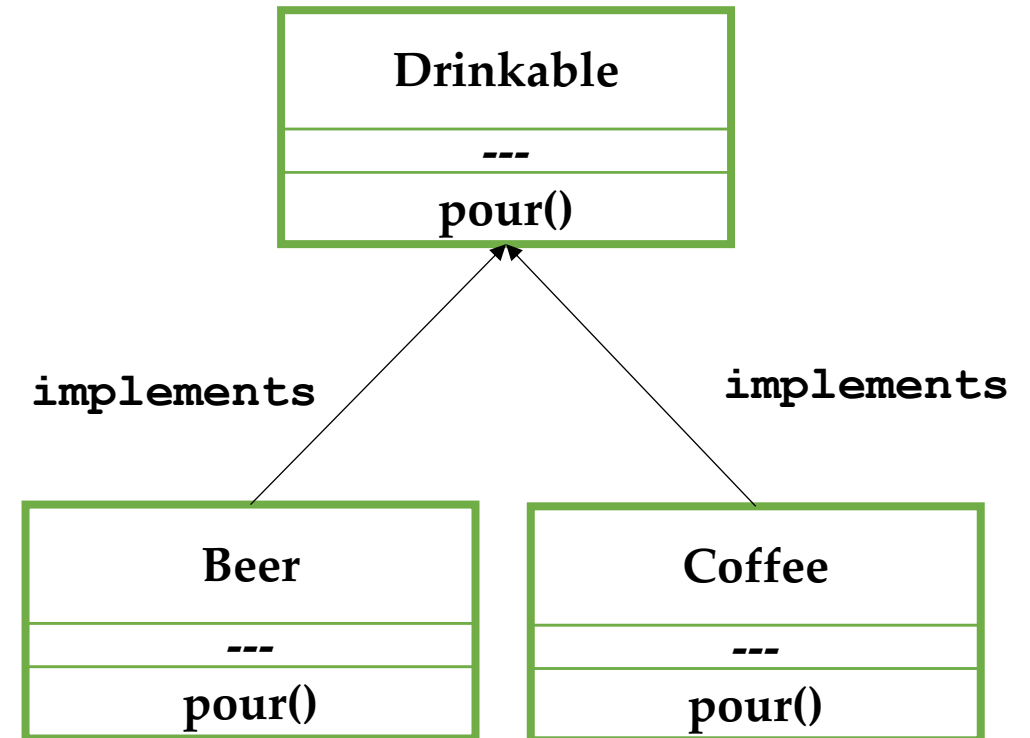 Drinkable
---
pour()
implements
implements
Beer
---
pour()
Coffee
---
pour()